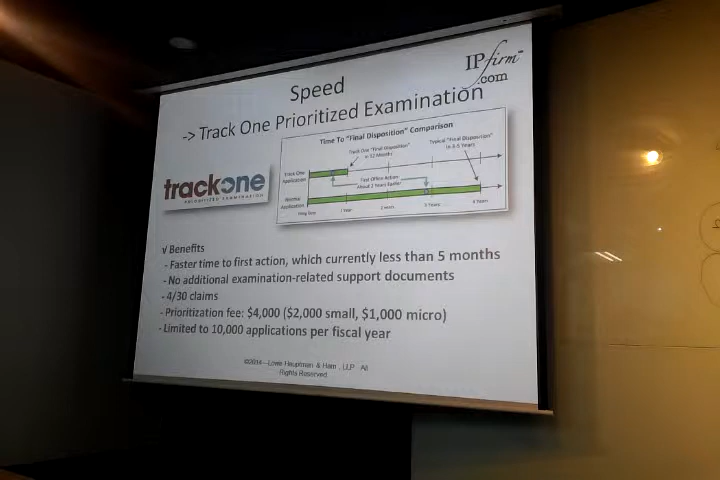 Speed
IPfirm™
.com
-> Track One Prioritized Examination
Time To "Final Disposition" Comparison
Track One "Final Disposition"
in 12 Months
Typical "Final Disposition"
in 3-5 Years
Track One
Application
First Office Action
About 2 Years Earlier
Normal
Application
Filing Date
1 Year
2 Years
3 Years
4 Years
trackone
PRIORITIZED EXAMINATION
√ Benefits
- Faster time to first action, which currently less than 5 months
- No additional examination-related support documents
- 4/30 claims
- Prioritization fee: $4,000 ($2,000 small, $1,000 micro)
- Limited to 10,000 applications per fiscal year
©2014 – Lowe Hauptman & Ham, LLP All
Rights Reserved.